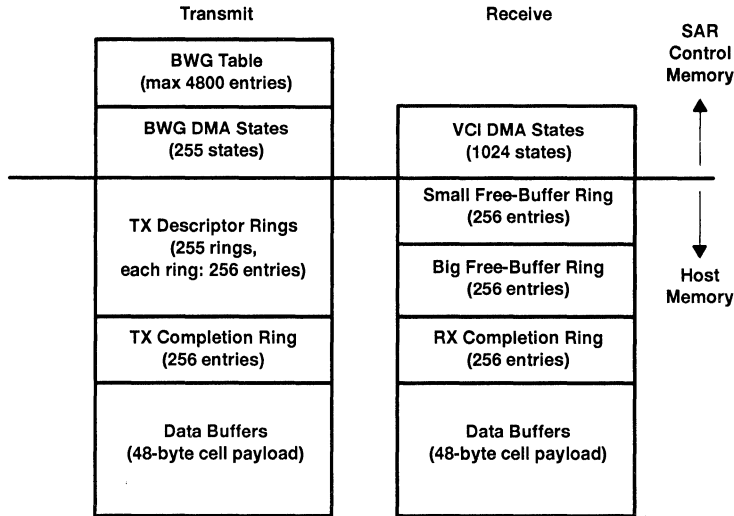 Transmit
Receive
SAR
Control
Memory
BWG Table
(max 4800 entries)
BWG DMA States
(255 states)
VCI DMA States
(1024 states)
TX Descriptor Rings
(255 rings,
each ring: 256 entries)
Small Free-Buffer Ring
(256 entries)
Big Free-Buffer Ring
(256 entries)
Host
Memory
TX Completion Ring
(256 entries)
RX Completion Ring
(256 entries)
Data Buffers
(48-byte cell payload)
Data Buffers
(48-byte cell payload)